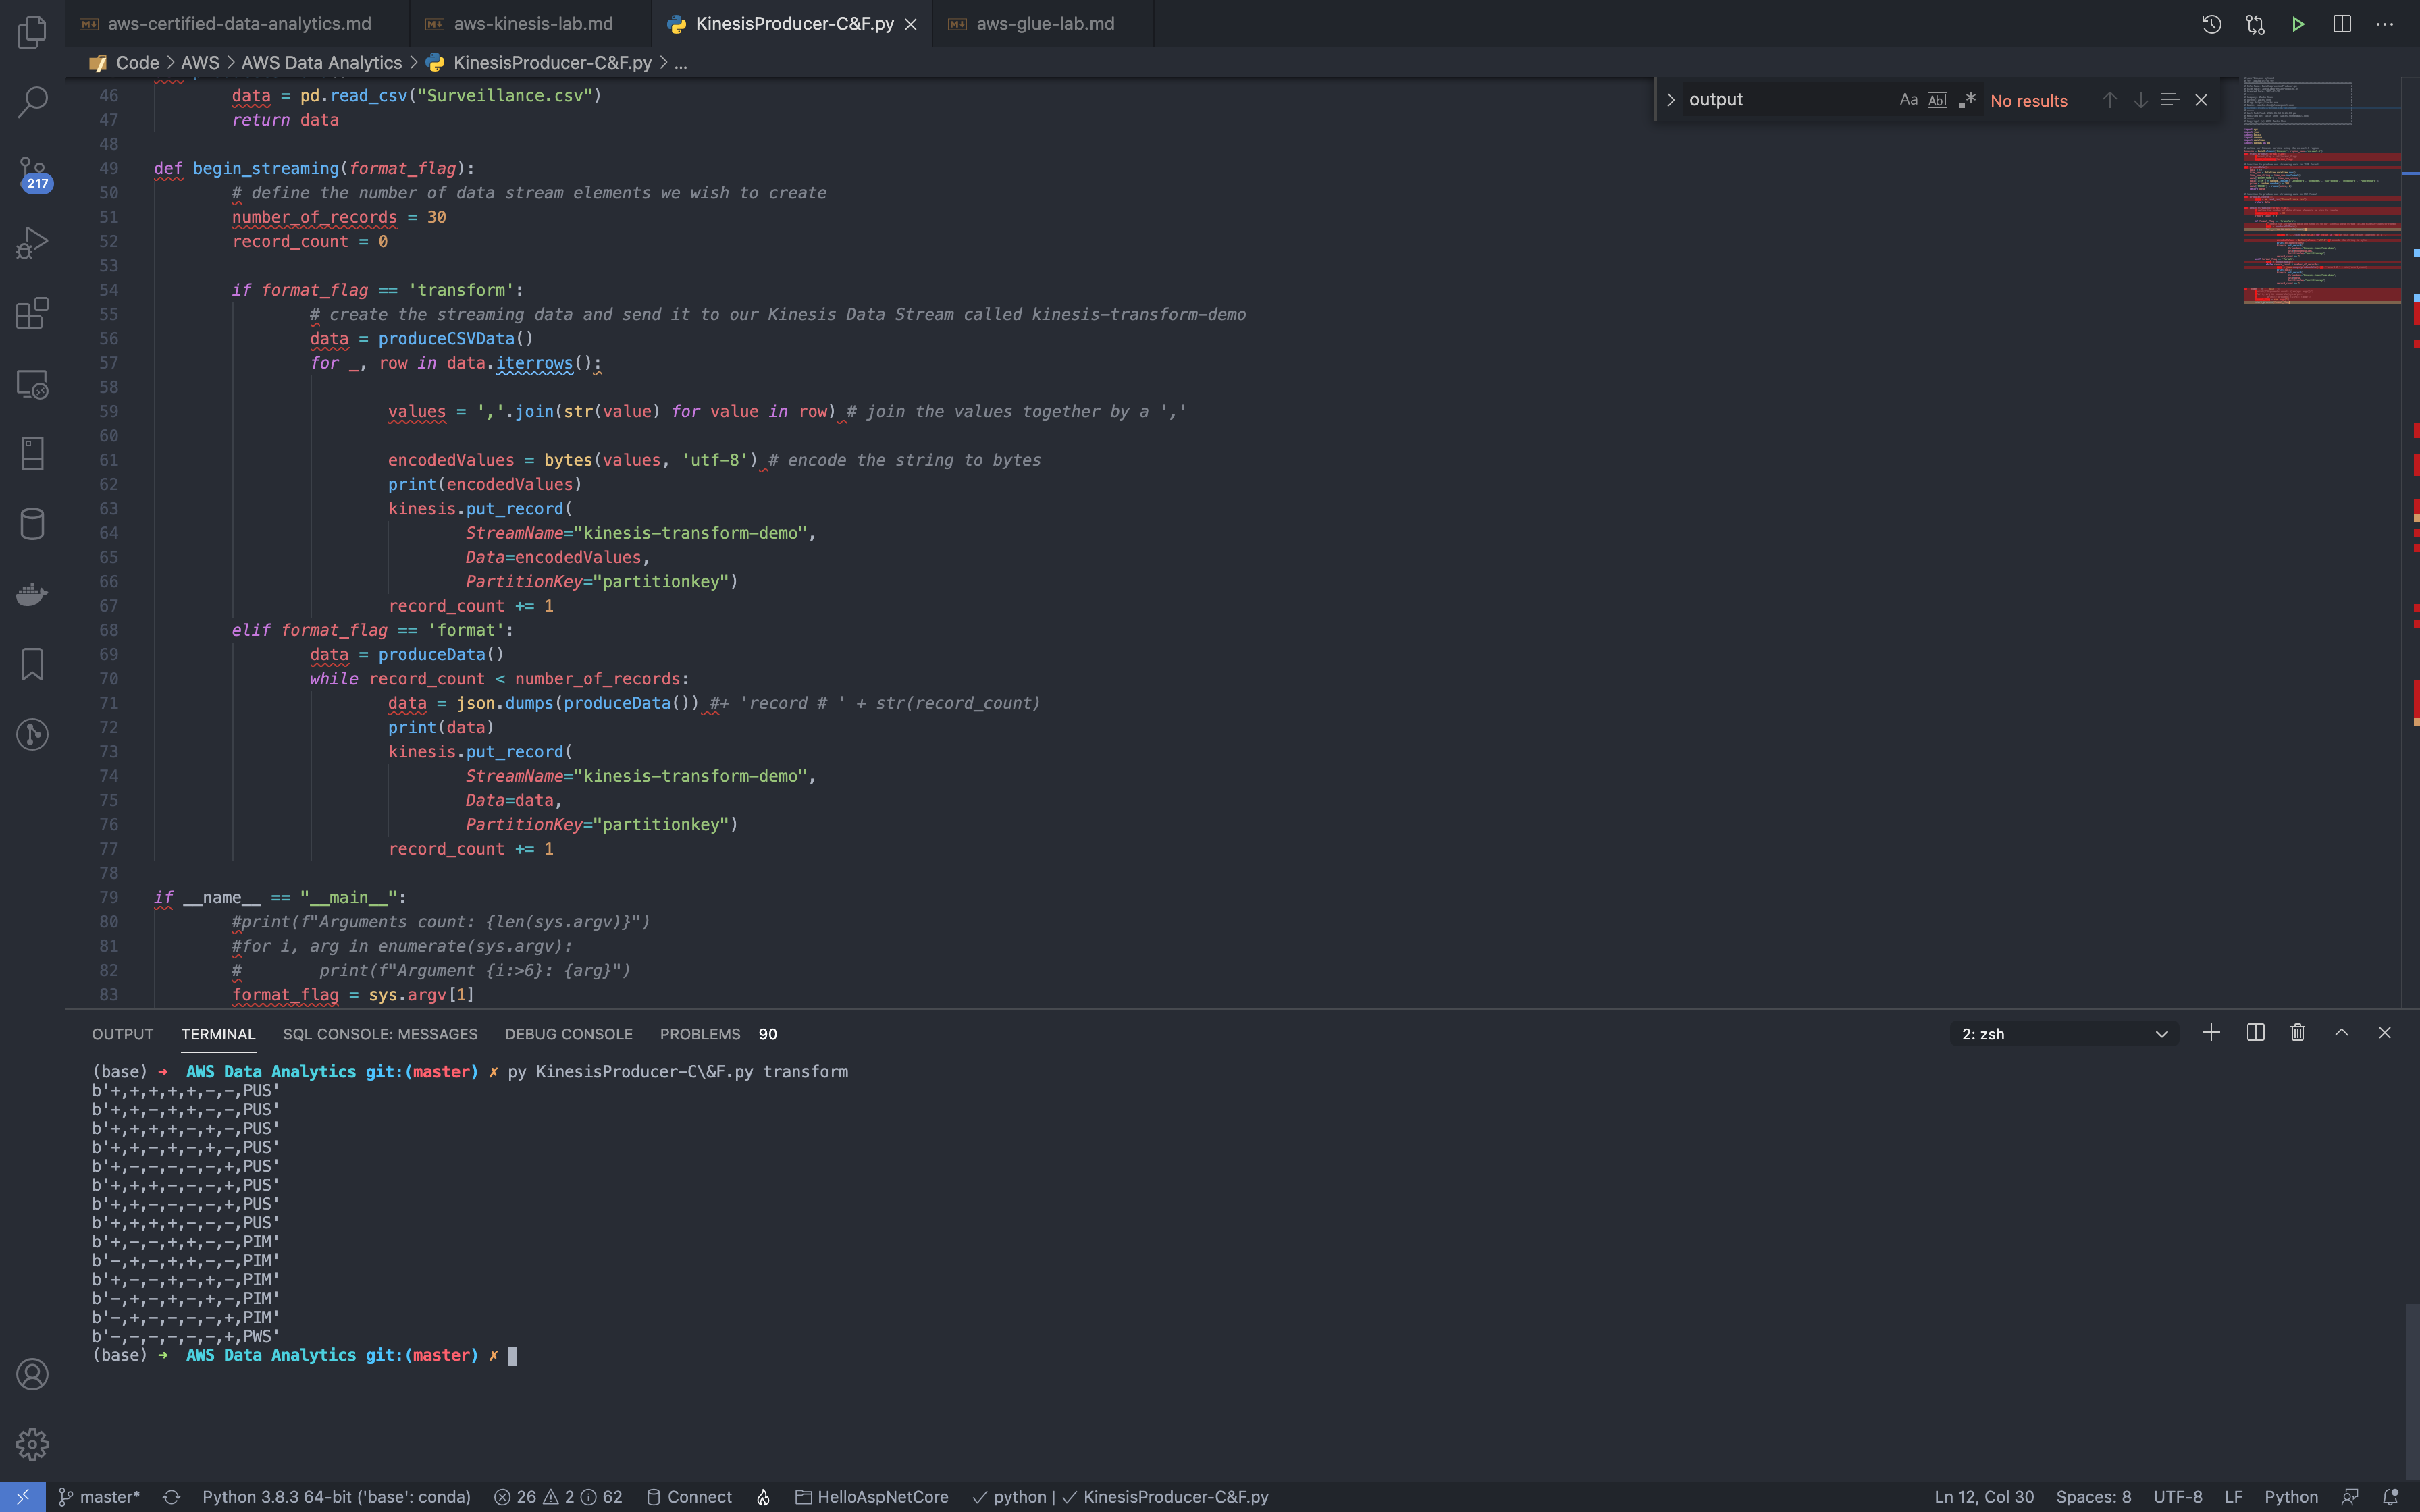 aws-certified-data-analytics.md
aws-kinesis-lab.md
KinesisProducer-C&F.py
aws-glue-lab.md
Code > AWS > AWS Data Analytics > KinesisProducer-C&F.py > ...
output
Aa Abl .* No results
46 data = pd.read_csv("Surveillance.csv")
47 return data
48
49 def begin_streaming(format_flag):
50 # define the number of data stream elements we wish to create
51 number_of_records = 30
52 record_count = 0
53
54 if format_flag == 'transform':
55 # create the streaming data and send it to our Kinesis Data Stream called kinesis-transform-demo
56 data = produceCSVData()
57 for _, row in data.iterrows():
58
59 values = ','.join(str(value) for value in row) # join the values together by a ','
60
61 encodedValues = bytes(values, 'utf-8') # encode the string to bytes
62 print(encodedValues)
63 kinesis.put_record(
64 StreamName="kinesis-transform-demo",
65 Data=encodedValues,
66 PartitionKey="partitionkey")
67 record_count += 1
68 elif format_flag == 'format':
69 data = produceData()
70 while record_count < number_of_records:
71 data = json.dumps(produceData()) #+ 'record # ' + str(record_count)
72 print(data)
73 kinesis.put_record(
74 StreamName="kinesis-transform-demo",
75 Data=data,
76 PartitionKey="partitionkey")
77 record_count += 1
78
79 if __name__ == "__main__":
80 #print(f"Arguments count: {len(sys.argv)}")
81 #for i, arg in enumerate(sys.argv):
82 # print(f"Argument {i:>6}: {arg}")
83 format_flag = sys.argv[1]
217
OUTPUT TERMINAL SQL CONSOLE: MESSAGES DEBUG CONSOLE PROBLEMS 90
2: zsh
(base) ➜ AWS Data Analytics git:(master) ✗ py KinesisProducer-C\&F.py transform
b'+,+,+,+,+,-,-,PUS'
b'+,+,-,+,+,-,-,PUS'
b'+,+,+,+,-,+,-,PUS'
b'+,+,-,+,-,+,-,PUS'
b'+,-,-,-,-,-,+,PUS'
b'+,+,+,-,-,-,+,PUS'
b'+,+,-,-,-,-,+,PUS'
b'+,+,+,+,-,-,-,PUS'
b'+,-,-,+,+,-,-,PIM'
b'-,+,-,+,+,-,-,PIM'
b'+,-,-,+,-,+,-,PIM'
b'-,+,-,+,-,+,-,PIM'
b'-,+,-,-,-,-,+,PIM'
b'-,-,-,-,-,-,+,PWS'
(base) ➜ AWS Data Analytics git:(master) ✗
master* Python 3.8.3 64-bit ('base': conda) 26 2 62 Connect HelloAspNetCore ✓ python | ✓ KinesisProducer-C&F.py
Ln 12, Col 30 Spaces: 8 UTF-8 LF Python